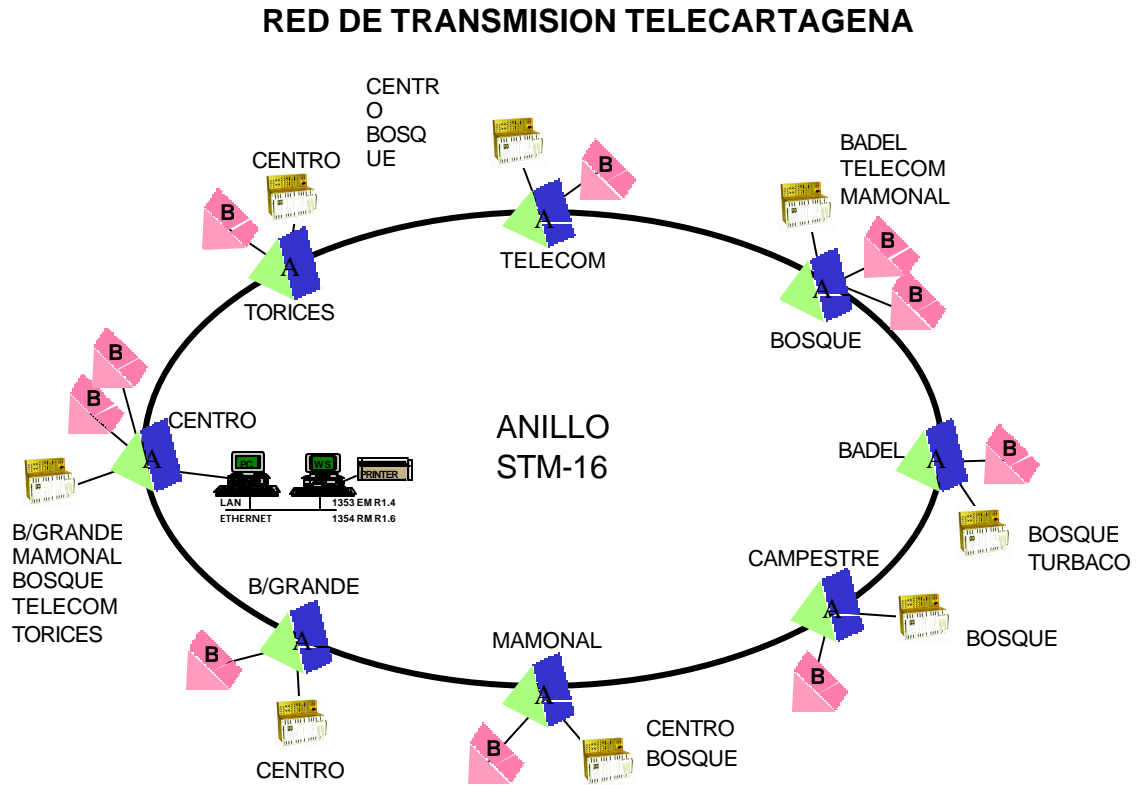 RED DE TRANSMISION TELECARTAGENA
CENTR
O
BOSQ
UE
CENTRO
B
A
TORICES
B
A
TELECOM
BADEL
TELECOM
MAMONAL
B
B
A
BOSQUE
B
B
CENTRO
A
PC
WS
PRINTER
LAN
1353 EM R1.4
ETHERNET
1354 RM R1.6
B/GRANDE
MAMONAL
BOSQUE
TELECOM
TORICES
ANILLO
STM-16
BADEL
A
B
BOSQUE
TURBACO
CAMPESTRE
A
B
BOSQUE
B/GRANDE
A
B
CENTRO
MAMONAL
A
B
CENTRO
BOSQUE